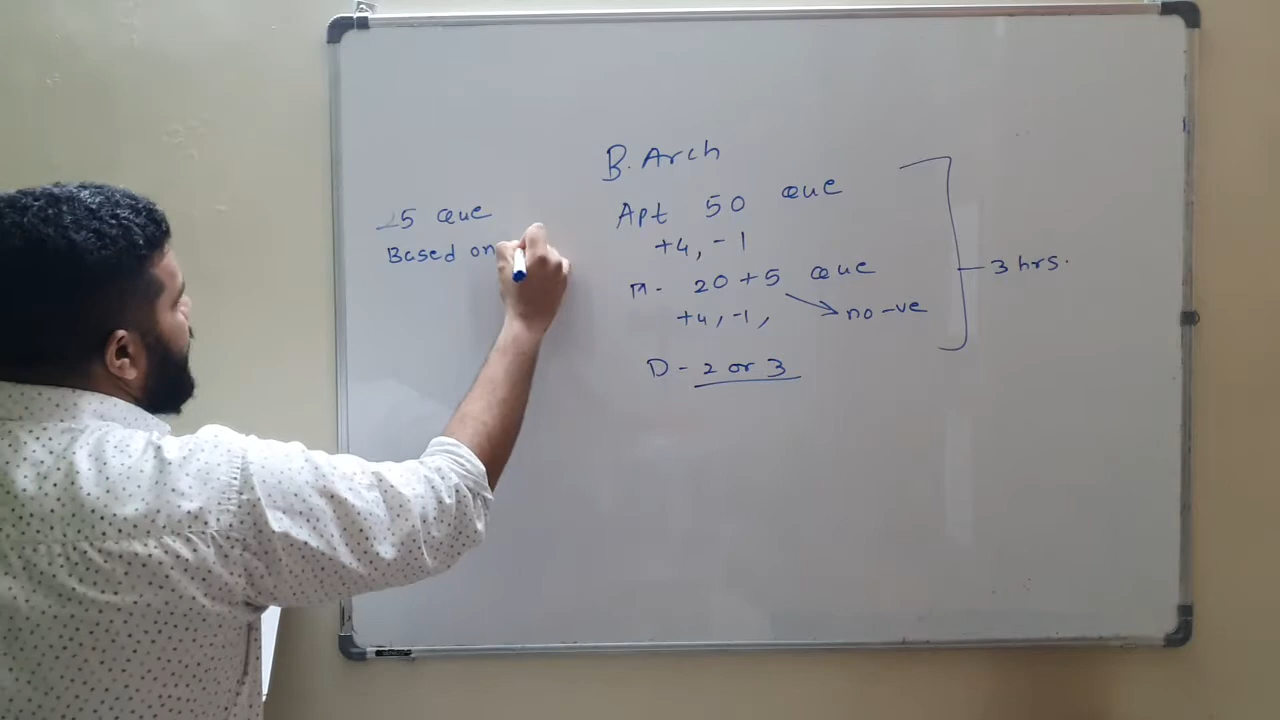 25 que
Based on
B. Arch
Apt 50 que
+4, -1
M - 20 + 5 que
+4, -1,
no -ve
D - 2 or 3
3 hrs.